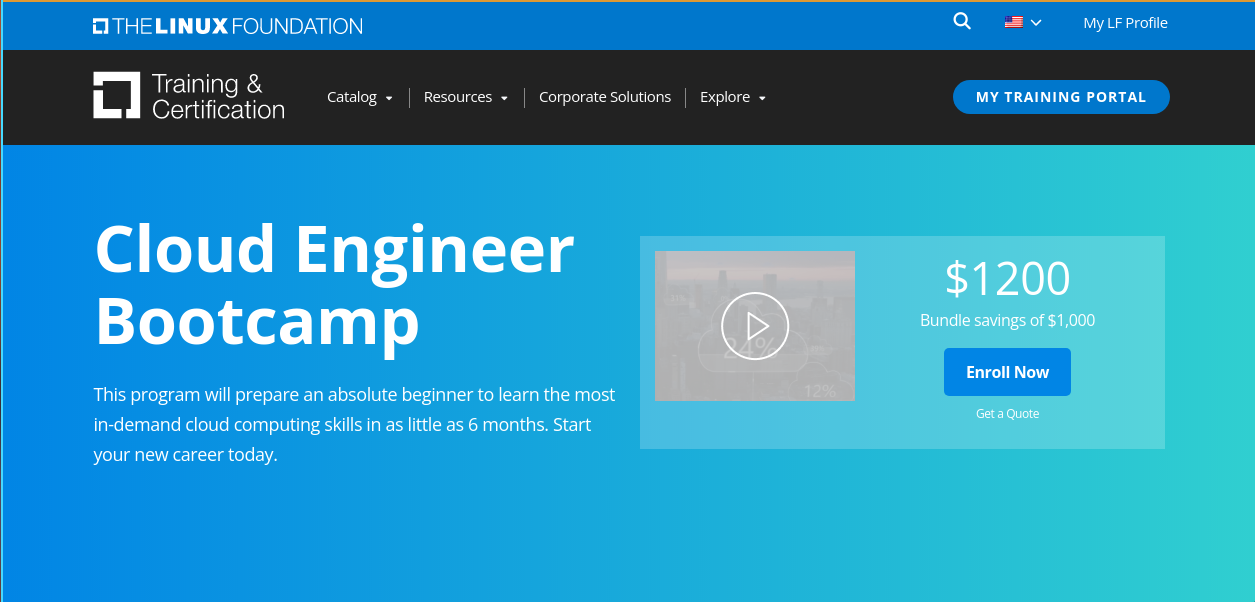 THE LINUX FOUNDATION
My LF Profile
Training &
Certification
Catalog
Resources
Corporate Solutions
Explore
MY TRAINING PORTAL
Cloud Engineer
Bootcamp
This program will prepare an absolute beginner to learn the most
in-demand cloud computing skills in as little as 6 months. Start
your new career today.
24%
12%
$1200
Bundle savings of $1,000
Enroll Now
Get a Quote